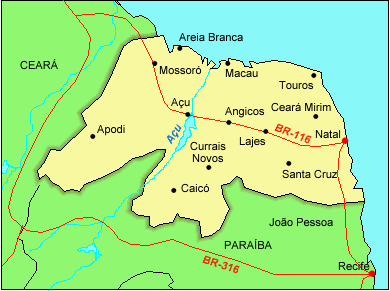 Areia Branca
CEARÁ
Mossoró
Macau
Touros
Açu
Angicos
Ceará Mirim
Apodi
Açu
Lajes
BR-116
Natal
Currais
Novos
Santa Cruz
Caicó
João Pessoa
PARAÍBA
BR-316
Recife